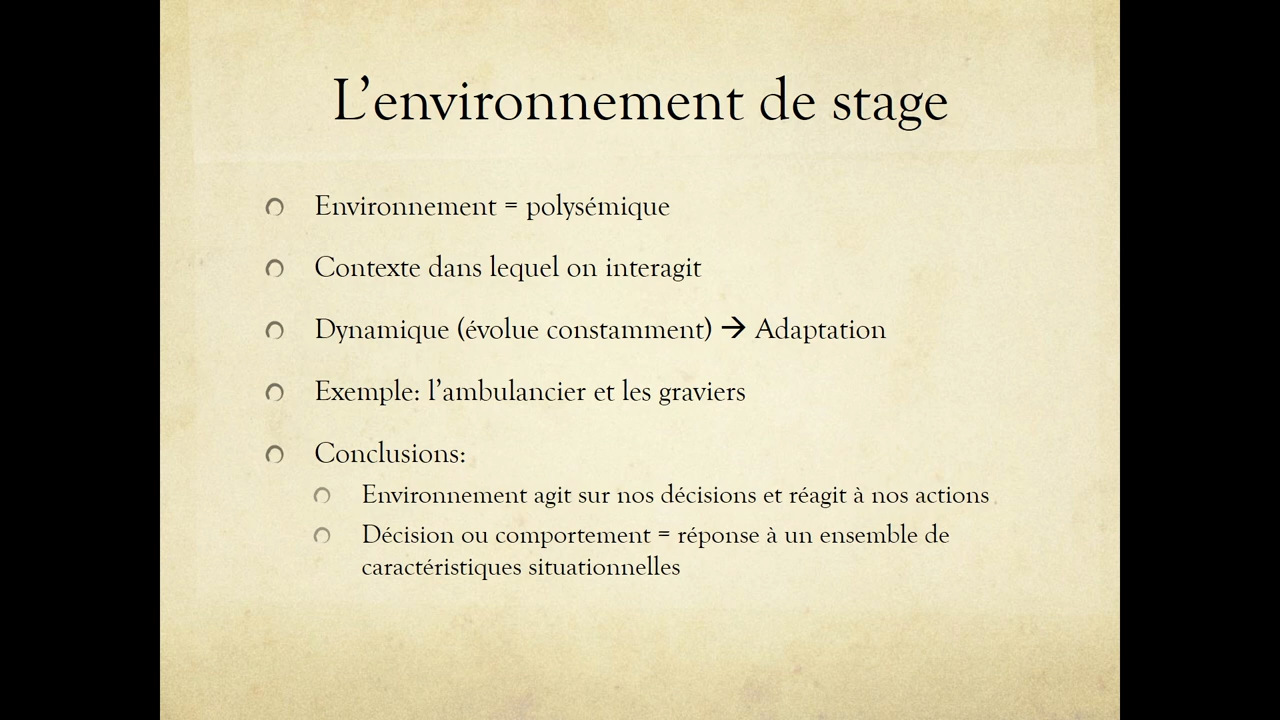 L'environnement de stage
Environnement = polysémique
Contexte dans lequel on interagit
Dynamique (évolue constamment) → Adaptation
Exemple: l'ambulancier et les graviers
Conclusions:
Environnement agit sur nos décisions et réagit à nos actions
Décision ou comportement = réponse à un ensemble de
caractéristiques situationnelles